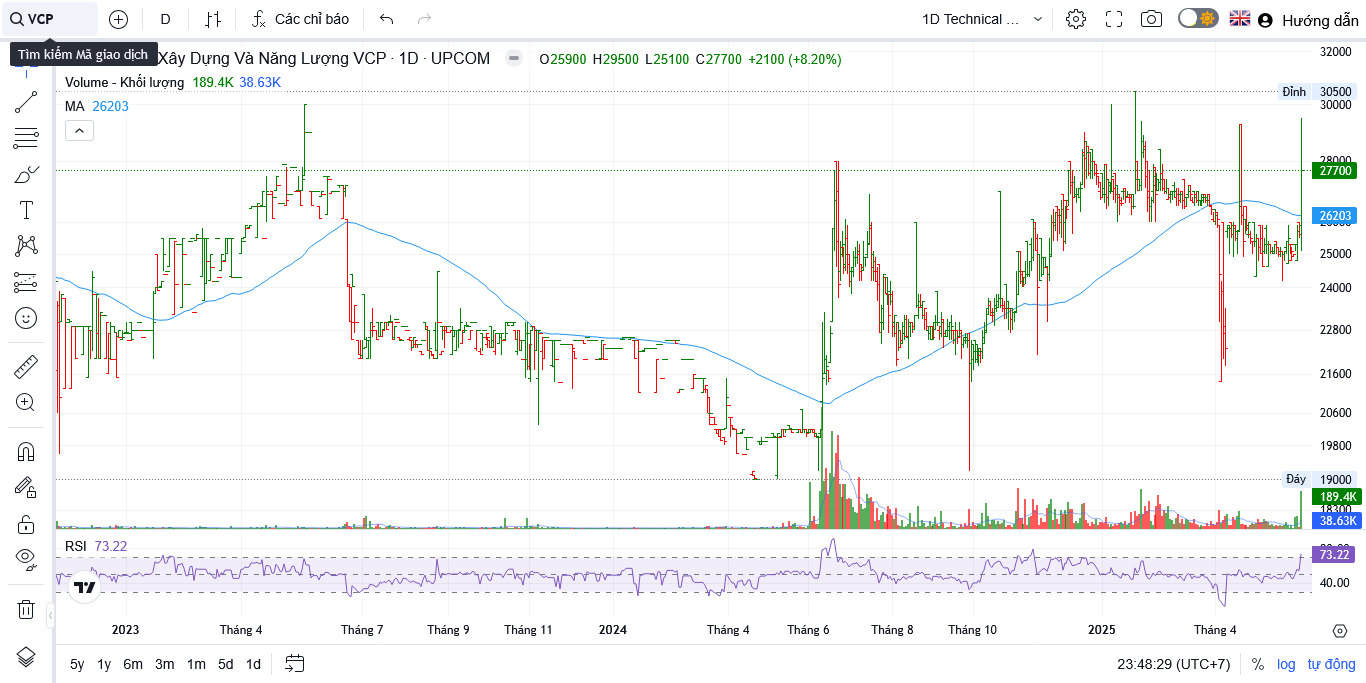 VCP
D
Các chỉ báo
1D Technical ...
Hướng dẫn
Tìm kiếm Mã giao dịch
Xây Dựng Và Năng Lượng VCP · 1D · UPCOM
O25900 H29500 L25100 C27700 +2100 (+8.20%)
Volume - Khối lượng 189.4K 38.63K
MA 26203
32000
Đỉnh 30500
30000
28000
27700
26203
26000
25000
24000
22800
21600
20600
19800
Đáy 19000
189.4K
18300
38.63K
RSI 73.22
73.22
40.00
2023 Tháng 4 Tháng 7 Tháng 9 Tháng 11 2024 Tháng 4 Tháng 6 Tháng 8 Tháng 10 2025 Tháng 4
5y 1y 6m 3m 1m 5d 1d
23:48:29 (UTC+7) % log tự động